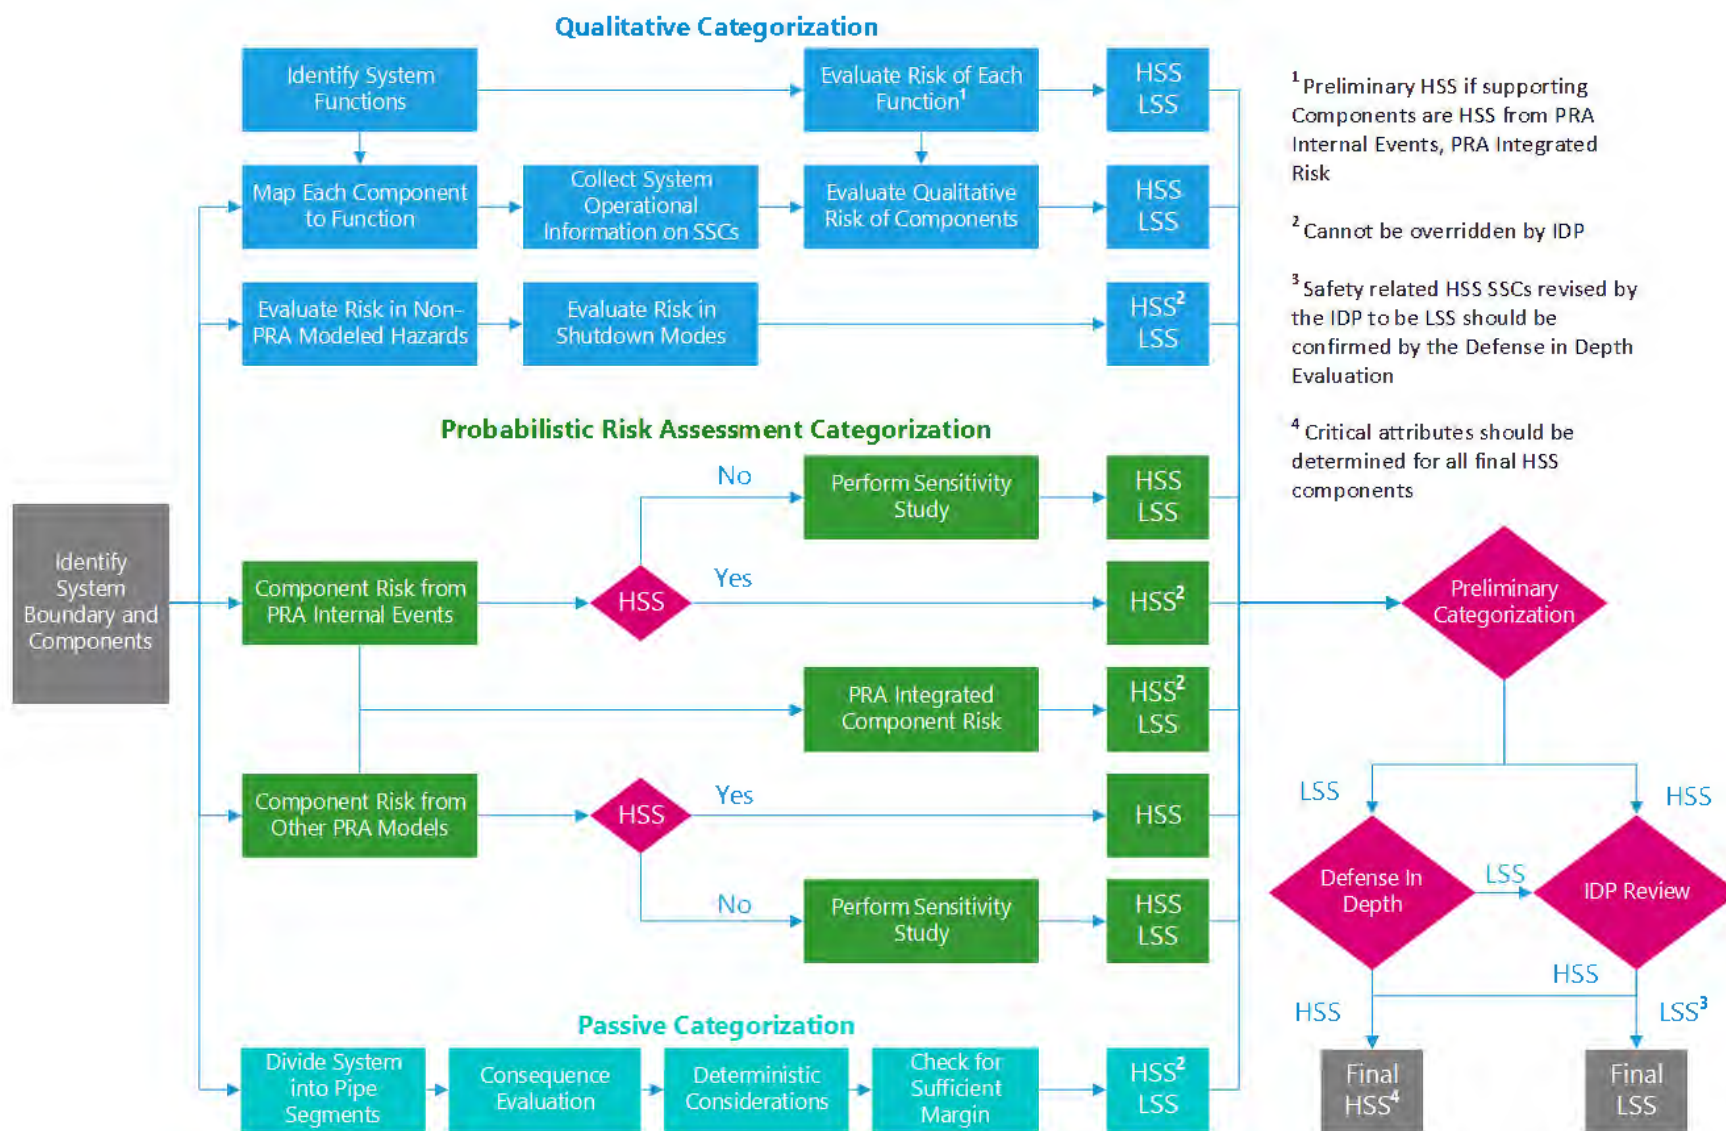 Qualitative Categorization
Identify System
Functions
Evaluate Risk of Each
Function¹
HSS
LSS
Map Each Component
to Function
Collect System
Operational
Information on SSCs
Evaluate Qualitative
Risk of Components
HSS
LSS
Evaluate Risk in Non-
PRA Modeled Hazards
Evaluate Risk in
Shutdown Modes
HSS²
LSS
¹ Preliminary HSS if supporting
Components are HSS from PRA
Internal Events, PRA Integrated
Risk
² Cannot be overridden by IDP
³ Safety related HSS SSCs revised by
the IDP to be LSS should be
confirmed by the Defense in Depth
Evaluation
⁴ Critical attributes should be
determined for all final HSS
components
Probabilistic Risk Assessment Categorization
Identify
System
Boundary and
Components
No
Perform Sensitivity
Study
HSS
LSS
Component Risk from
PRA Internal Events
HSS
Yes
HSS²
PRA Integrated
Component Risk
HSS²
LSS
Component Risk from
Other PRA Models
HSS
Yes
HSS
No
Perform Sensitivity
Study
HSS
LSS
Passive Categorization
Divide System
into Pipe
Segments
Consequence
Evaluation
Deterministic
Considerations
Check for
Sufficient
Margin
HSS²
LSS
Preliminary
Categorization
LSS
HSS
Defense In
Depth
LSS
IDP Review
HSS
HSS
LSS³
Final
HSS⁴
Final
LSS